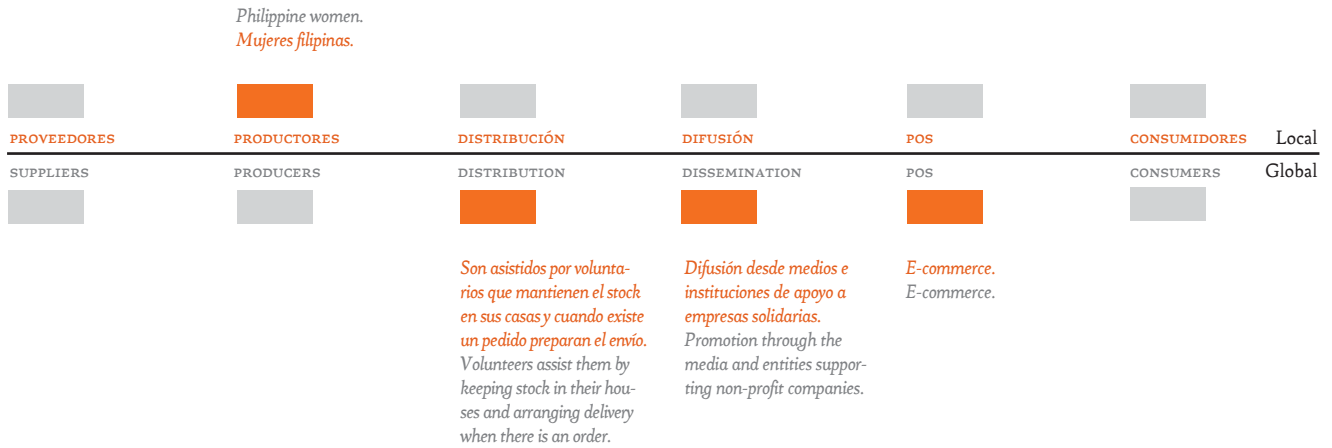 Philippine women.
Mujeres filipinas.
PROVEEDORES PRODUCTORES DISTRIBUCIÓN DIFUSIÓN POS CONSUMIDORES Local
SUPPLIERS PRODUCERS DISTRIBUTION DISSEMINATION POS CONSUMERS Global
Son asistidos por volunta-
rios que mantienen el stock
en sus casas y cuando existe
un pedido preparan el envío.
Volunteers assist them by
keeping stock in their hou-
ses and arranging delivery
when there is an order.
Difusión desde medios e
instituciones de apoyo a
empresas solidarias.
Promotion through the
media and entities suppor-
ting non-profit companies.
E-commerce.
E-commerce.